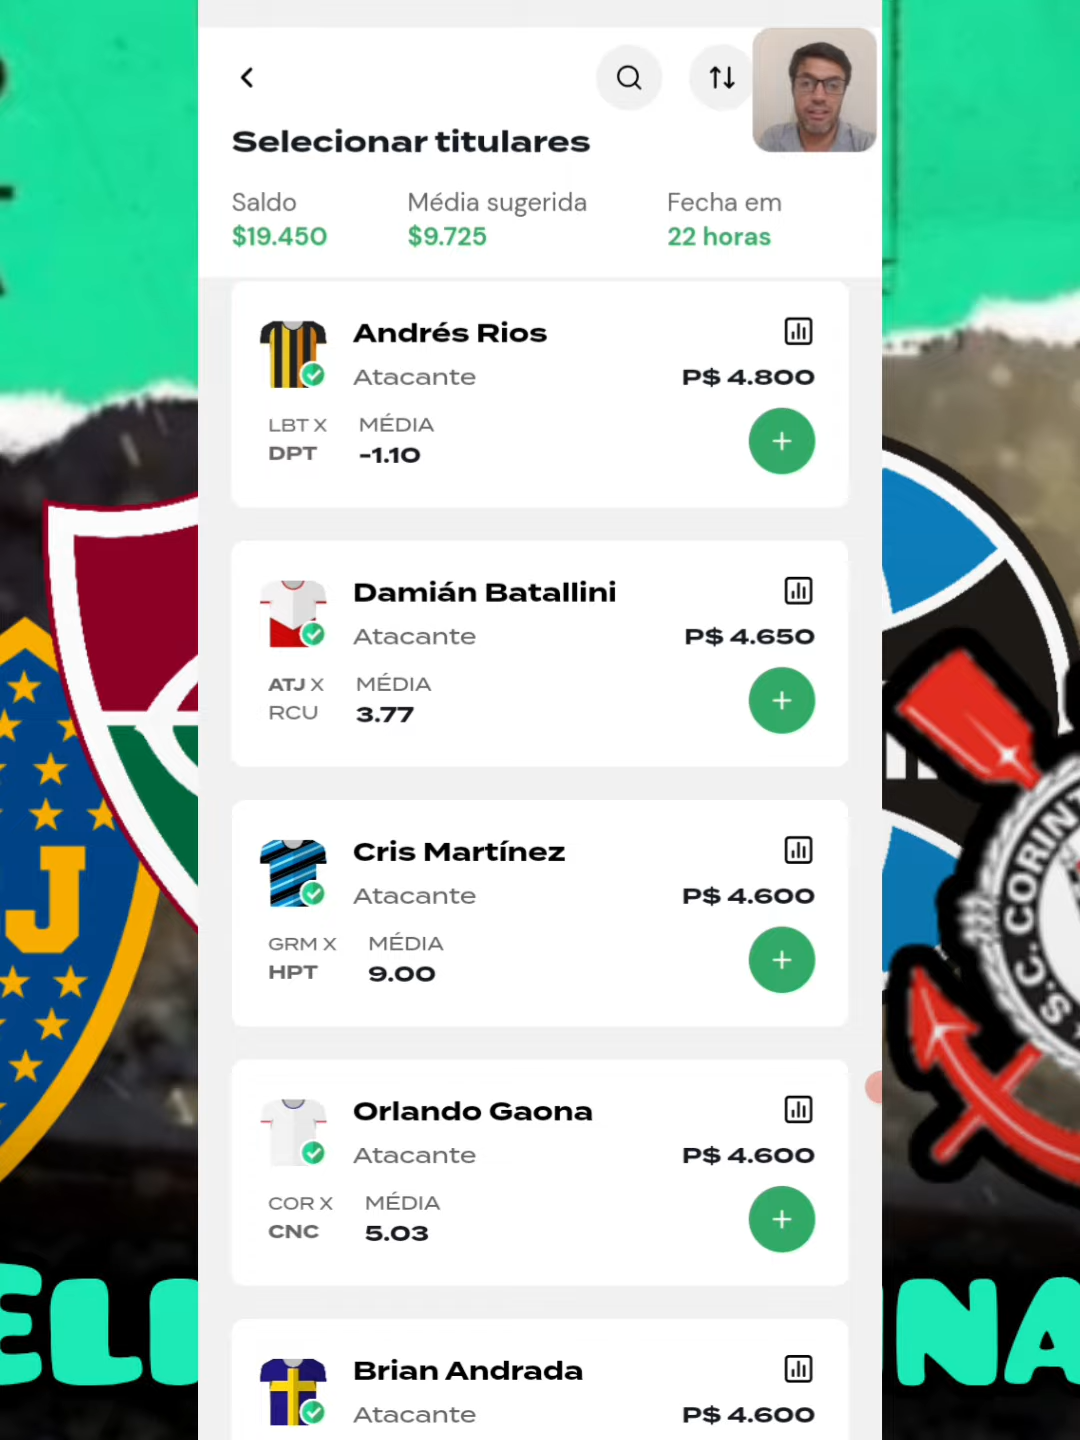 Selecionar titulares
Saldo
Média sugerida
Fecha em
$19.450
$9.725
22 horas
Andrés Rios
Atacante
P$ 4.800
LBT X
DPT
MÉDIA
-1.10
Damián Batallini
Atacante
P$ 4.650
ATJ X
RCU
MÉDIA
3.77
Cris Martínez
Atacante
P$ 4.600
GRM X
HPT
MÉDIA
9.00
Orlando Gaona
Atacante
P$ 4.600
COR X
CNC
MÉDIA
5.03
Brian Andrada
Atacante
P$ 4.600
J
S.C. CORINT
ELI
NA